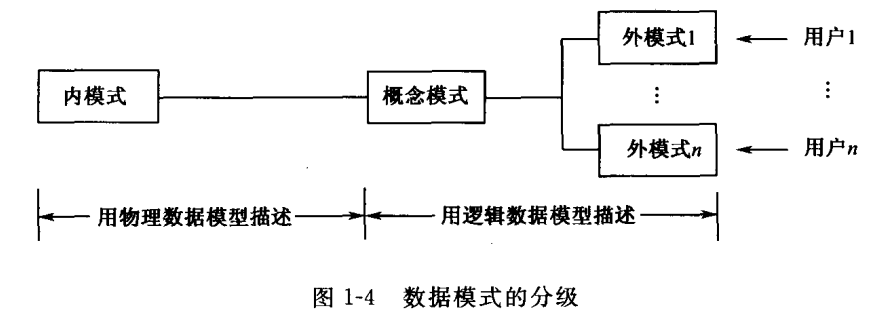 外模式1
用户1
内模式
概念模式
⋮
⋮
外模式n
用户n
用物理数据模型描述
用逻辑数据模型描述
图 1-4 数据模式的分级